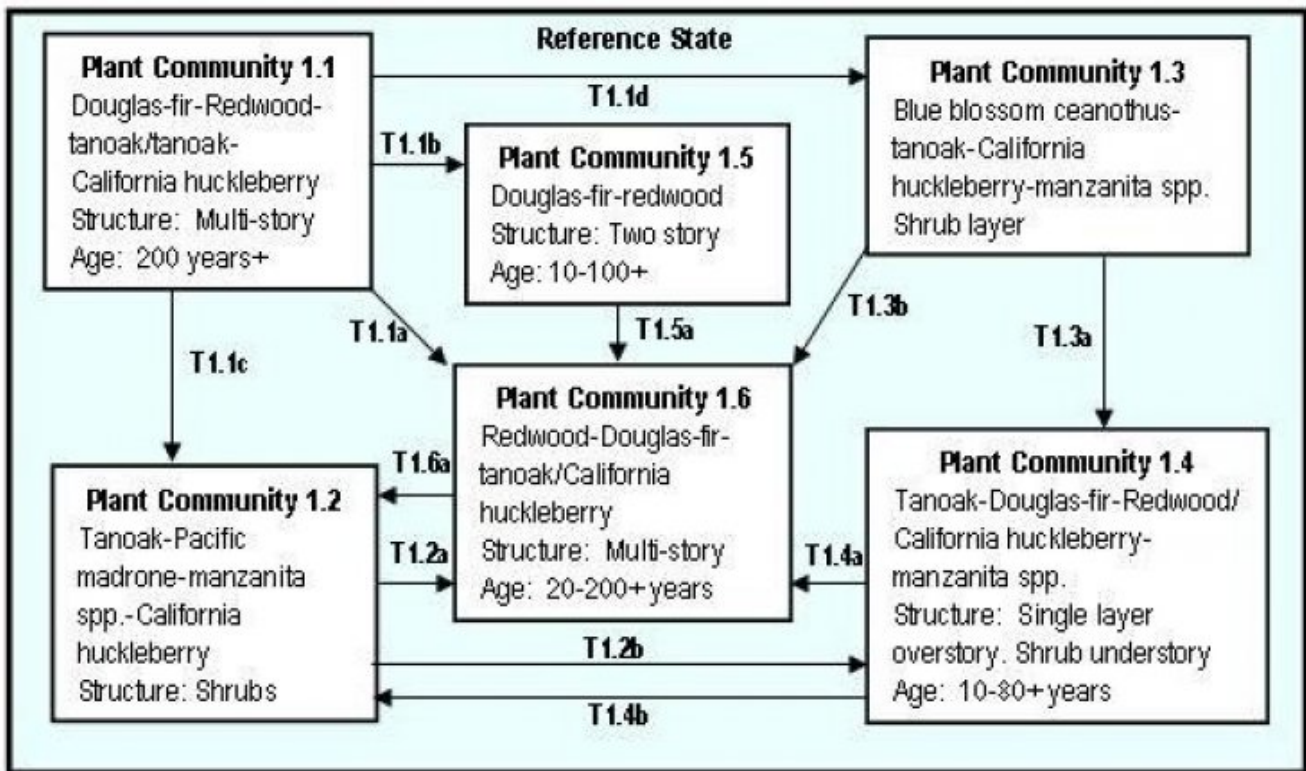 Reference State
Plant Community 1.1
Douglas-fir-Redwood-
tanoak/tanoak-
California huckleberry
Structure: Multi-story
Age: 200 years+
T1.1d
T1.1b
Plant Community 1.5
Douglas-fir-redwood
Structure: Two story
Age: 10-100+
Plant Community 1.3
Blue blossom ceanothus-
tanoak-California
huckleberry-manzanita spp.
Shrub layer
T1.1c
T1.1a
T1.5a
T1.3b
T1.3a
Plant Community 1.6
Redwood-Douglas-fir-
tanoak/California
huckleberry
Structure: Multi-story
Age: 20-200+ years
T1.6a
T1.2a
T1.4a
Plant Community 1.2
Tanoak-Pacific
madrone-manzanita
spp.-California
huckleberry
Structure: Shrubs
Plant Community 1.4
Tanoak-Douglas-fir-Redwood/
California huckleberry-
manzanita spp.
Structure: Single layer
overstory. Shrub understory
Age: 10-80+ years
T1.2b
T1.4b